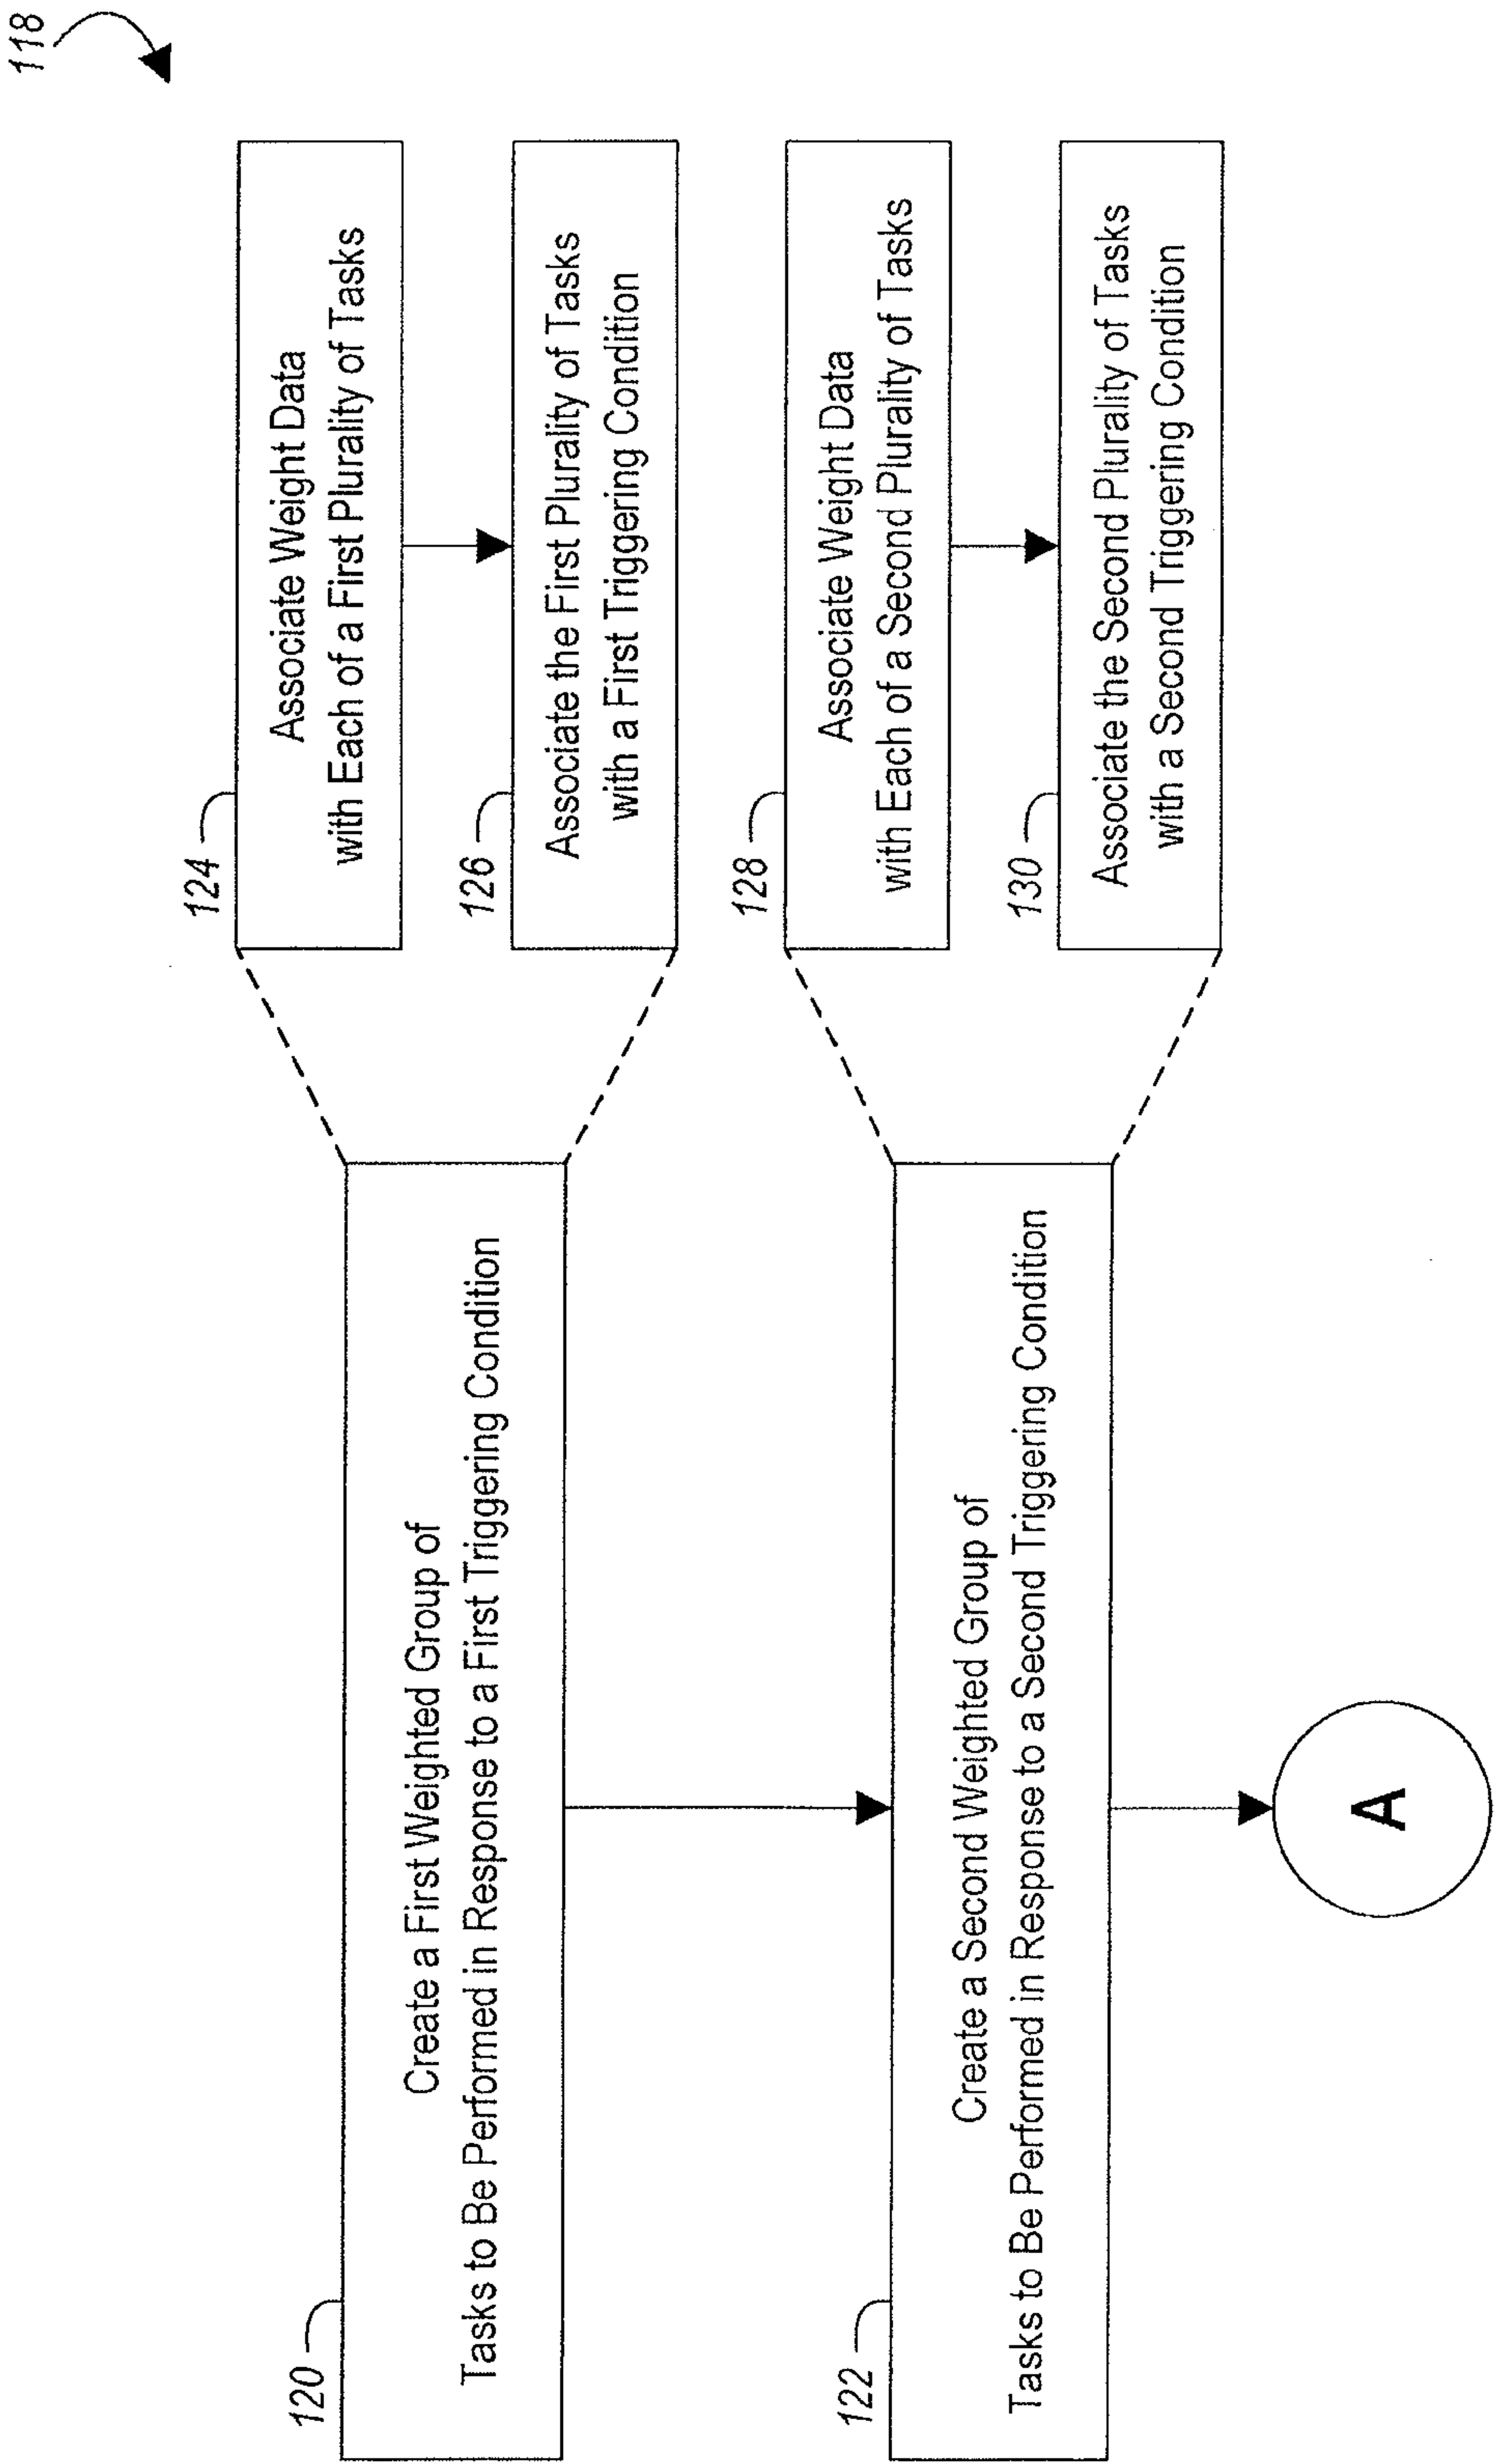 118
120
Create a First Weighted Group of
Tasks to Be Performed in Response to a First Triggering Condition
124
Associate Weight Data
with Each of a First Plurality of Tasks
126
Associate the First Plurality of Tasks
with a First Triggering Condition
122
Create a Second Weighted Group of
Tasks to Be Performed in Response to a Second Triggering Condition
128
Associate Weight Data
with Each of a Second Plurality of Tasks
130
Associate the Second Plurality of Tasks
with a Second Triggering Condition
A